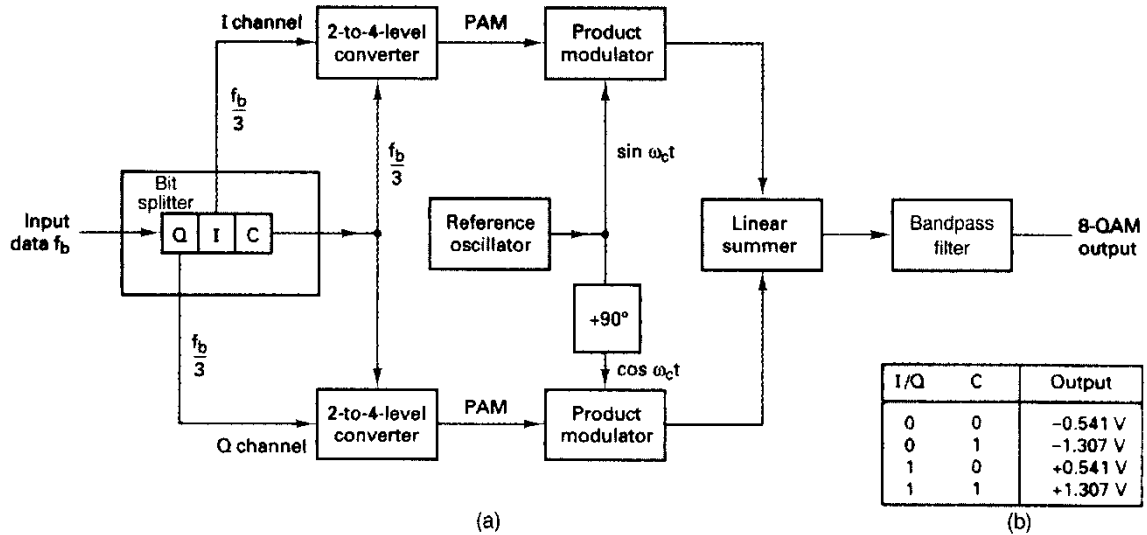 I channel
2-to-4-level
converter
PAM
Product
modulator
f_b
3
f_b
3
sin ω_c t
Bit
splitter
Input
data f_b
Q I C
Reference
oscillator
Linear
summer
Bandpass
filter
8-QAM
output
+90°
f_b
3
cos ω_c t
Q channel
2-to-4-level
converter
PAM
Product
modulator
I/Q C Output
0 0 −0.541 V
0 1 −1.307 V
1 0 +0.541 V
1 1 +1.307 V
(a)
(b)